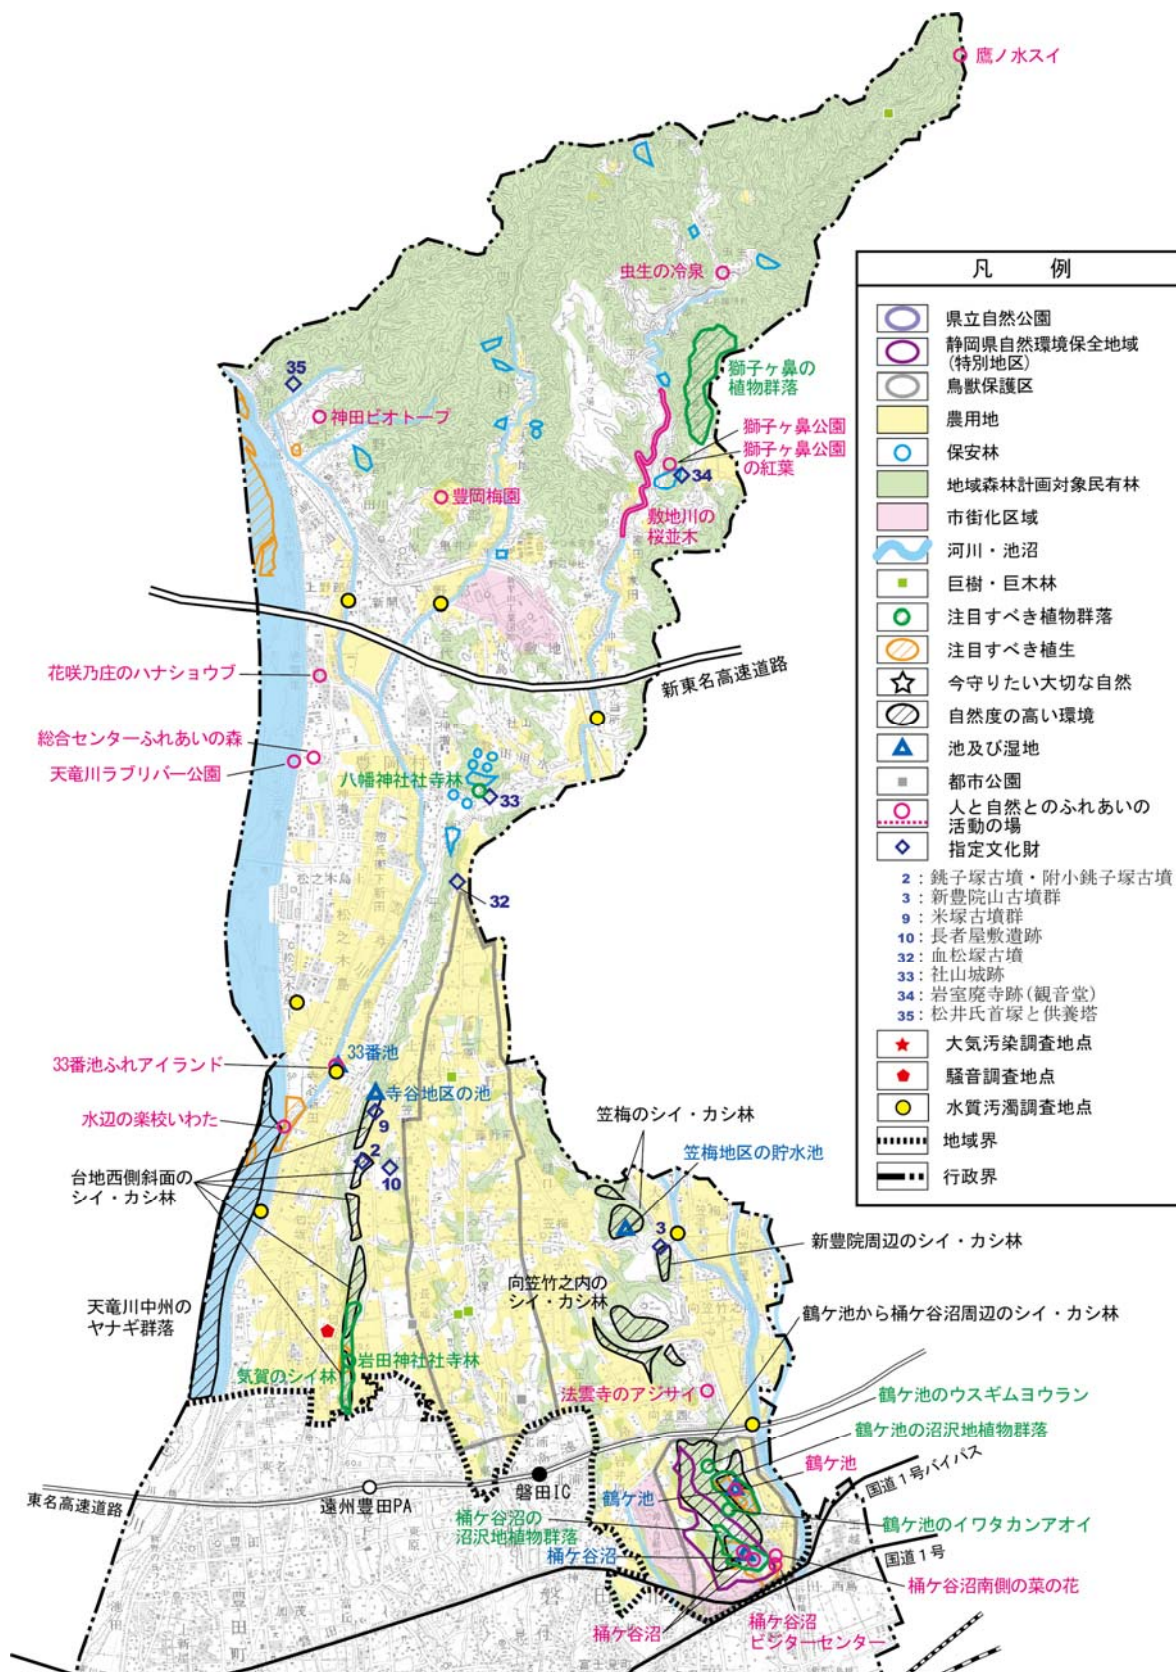 鷹ノ水スイ
虫生の冷泉
獅子ヶ鼻の
植物群落
獅子ヶ鼻公園
獅子ヶ鼻公園
の紅葉
34
敷地川の
桜並木
35
神田ビオトープ
豊岡梅園
新東名高速道路
花咲乃庄のハナショウブ
総合センターふれあいの森
天竜川ラブリバー公園
八幡神社社寺林
33
32
松之木島
33番池ふれアイランド
33番池
寺谷地区の池
9
2
10
水辺の楽校いわた
台地西側斜面の
シイ・カシ林
天竜川中州の
ヤナギ群落
気賀のシイ林
岩田神社社寺林
笠梅のシイ・カシ林
笠梅地区の貯水池
3
新豊院周辺のシイ・カシ林
向笠竹之内の
シイ・カシ林
鶴ケ池から桶ケ谷沼周辺のシイ・カシ林
法雲寺のアジサイ
鶴ケ池のウスギムヨウラン
鶴ケ池の沼沢地植物群落
鶴ケ池
国道1号バイパス
鶴ケ池
鶴ケ池のイワタカンアオイ
国道1号
東名高速道路
遠州豊田PA
磐田IC
桶ケ谷沼の
沼沢地植物群落
桶ケ谷沼
桶ケ谷沼南側の菜の花
桶ケ谷沼
桶ケ谷沼
ビジターセンター
豊田町
凡　例
県立自然公園
静岡県自然環境保全地域
(特別地区)
鳥獣保護区
農用地
保安林
地域森林計画対象民有林
市街化区域
河川・池沼
巨樹・巨木林
注目すべき植物群落
注目すべき植生
今守りたい大切な自然
自然度の高い環境
池及び湿地
都市公園
人と自然とのふれあいの
活動の場
指定文化財
2：銚子塚古墳・附小銚子塚古墳
3：新豊院山古墳群
9：米塚古墳群
10：長者屋敷遺跡
32：血松塚古墳
33：社山城跡
34：岩室廃寺跡(観音堂)
35：松井氏首塚と供養塔
大気汚染調査地点
騒音調査地点
水質汚濁調査地点
地域界
行政界